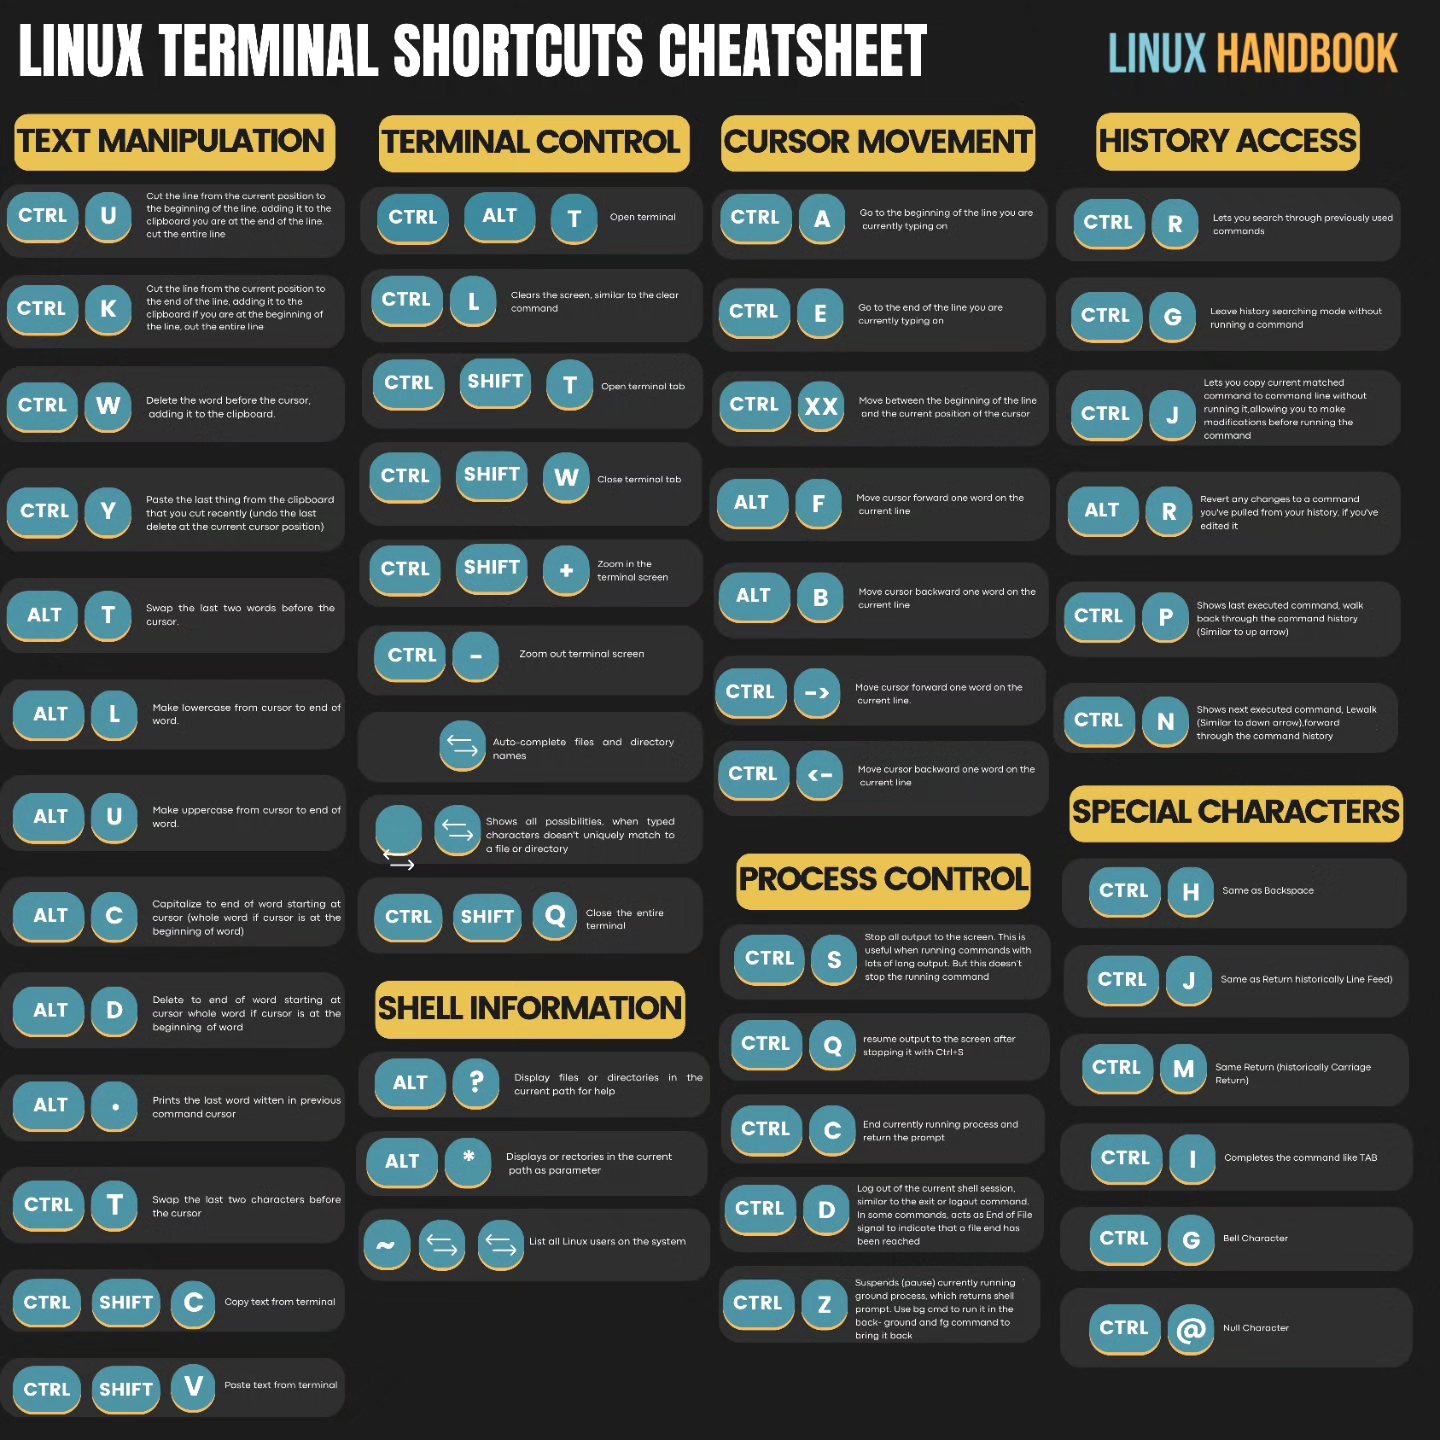 LINUX TERMINAL SHORTCUTS CHEATSHEET
LINUX HANDBOOK
TEXT MANIPULATION
CTRL U
Cut the line from the current position to
the beginning of the line, adding it to the
clipboard you are at the end of the line.
cut the entire line
CTRL K
Cut the line from the current position to
the end of the line, adding it to the
clipboard if you are at the beginning of
the line, out the entire line
CTRL W
Delete the word before the cursor,
adding it to the clipboard.
CTRL Y
Paste the last thing from the clipboard
that you cut recently (undo the last
delete at the current cursor position)
ALT T
Swap the last two words before the
cursor.
ALT L
Make lowercase from cursor to end of
word.
ALT U
Make uppercase from cursor to end of
word.
ALT C
Capitalize to end of word starting at
cursor (whole word if cursor is at the
beginning of word)
ALT D
Delete to end of word starting at
cursor whole word if cursor is at the
beginning of word
ALT .
Prints the last word witten in previous
command cursor
CTRL T
Swap the last two characters before
the cursor
CTRL SHIFT C
Copy text from terminal
CTRL SHIFT V
Paste text from terminal
TERMINAL CONTROL
CTRL ALT T
Open terminal
CTRL L
Clears the screen, similar to the clear
command
CTRL SHIFT T
Open terminal tab
CTRL SHIFT W
Close terminal tab
CTRL SHIFT +
Zoom in the
terminal screen
CTRL -
Zoom out terminal screen
Auto-complete files and directory
names
Shows all possibilities, when typed
characters doesn't uniquely match to
a file or directory
CTRL SHIFT Q
Close the entire
terminal
SHELL INFORMATION
ALT ?
Display files or directories in the
current path for help
ALT *
Displays or rectories in the current
path as parameter
~
List all Linux users on the system
CURSOR MOVEMENT
CTRL A
Go to the beginning of the line you are
currently typing on
CTRL E
Go to the end of the line you are
currently typing on
CTRL XX
Move between the beginning of the line
and the current position of the cursor
ALT F
Move cursor forward one word on the
current line
ALT B
Move cursor backward one word on the
current line
CTRL ->
Move cursor forward one word on the
current line.
CTRL <-
Move cursor backward one word on the
current line
PROCESS CONTROL
CTRL S
Stop all output to the screen. This is
useful when running commands with
lots of long output. But this doesn't
stop the running command
CTRL Q
resume output to the screen after
stopping it with Ctrl+S
CTRL C
End currently running process and
return the prompt
CTRL D
Log out of the current shell session,
similar to the exit or logout command.
In some commands, acts as End of File
signal to indicate that a file end has
been reached
CTRL Z
Suspends (pause) currently running
ground process, which returns shell
prompt. Use bg cmd to run it in the
back- ground and fg command to
bring it back
HISTORY ACCESS
CTRL R
Lets you search through previously used
commands
CTRL G
Leave history searching mode without
running a command
CTRL J
Lets you copy current matched
command to command line without
running it,allowing you to make
modifications before running the
command
ALT R
Revert any changes to a command
you've pulled from your history, if you've
edited it
CTRL P
Shows last executed command, walk
back through the command history
(Similar to up arrow)
CTRL N
Shows next executed command, Lewalk
(Similar to dawn arrow),forward
through the command history
SPECIAL CHARACTERS
CTRL H
Same as Backspace
CTRL J
Same as Return historically Line Feed)
CTRL M
Same Return (historically Carriage
Return)
CTRL I
Completes the command like TAB
CTRL G
Bell Character
CTRL @
Null Character